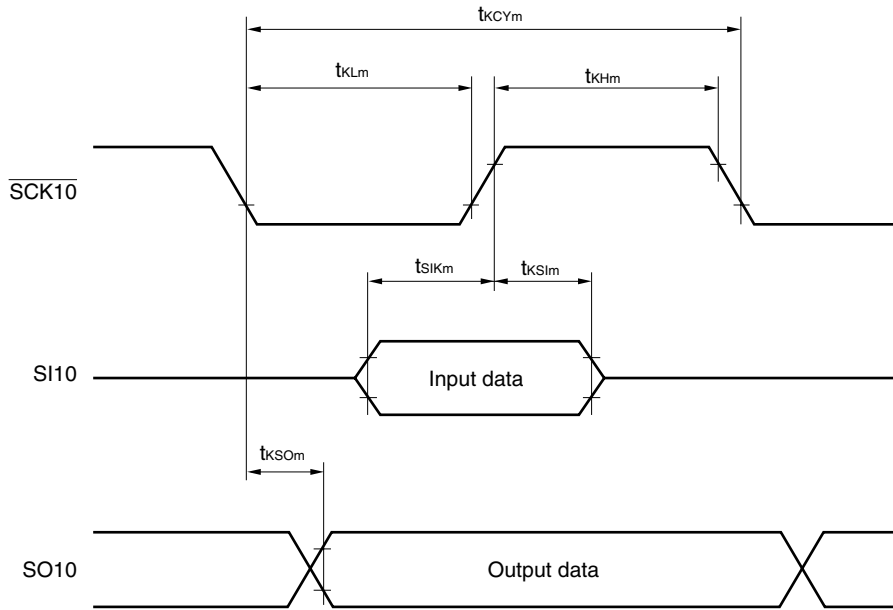 tKCYm
tKLm
tKHm
SCK10
tSIKm
tKSIm
SI10
Input data
tKSOm
SO10
Output data